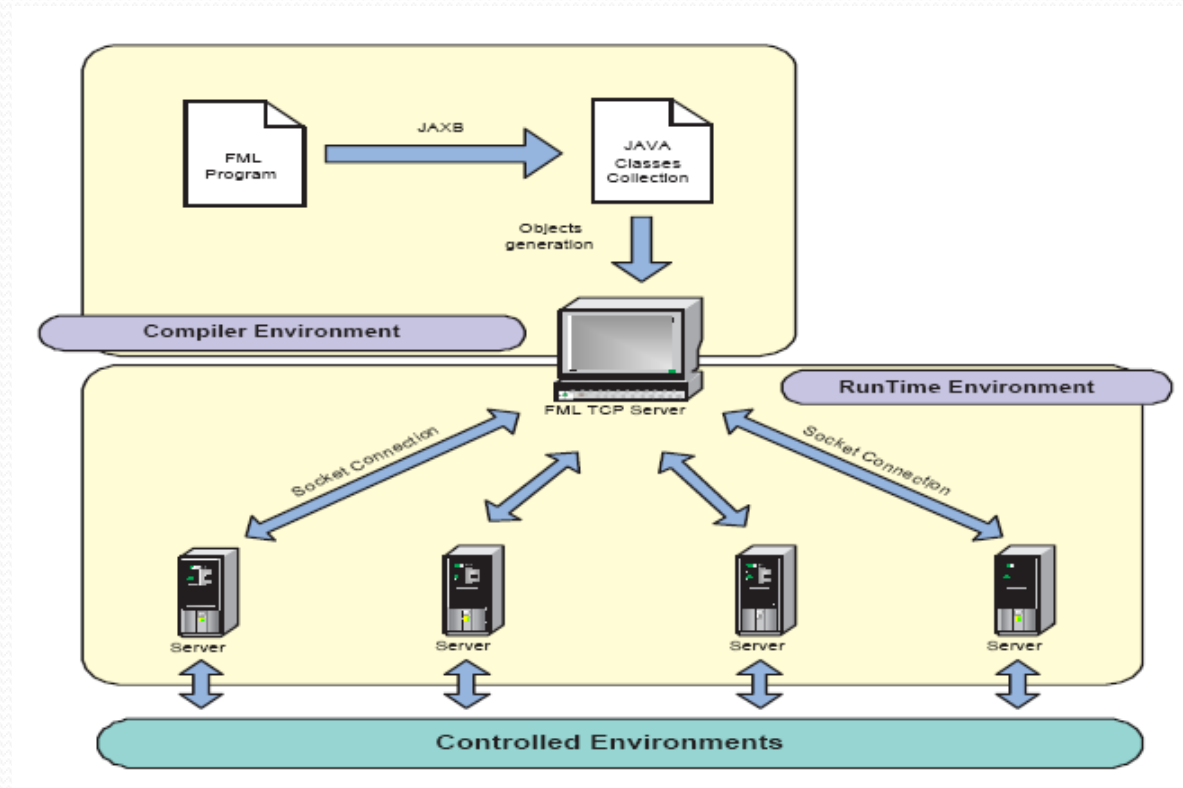 FML
Program
JAXB
JAVA
Classes
Collection
Objects
generation
Compiler Environment
RunTime Environment
FML TCP Server
Socket Connection
Socket Connection
Server
Server
Server
Server
Controlled Environments